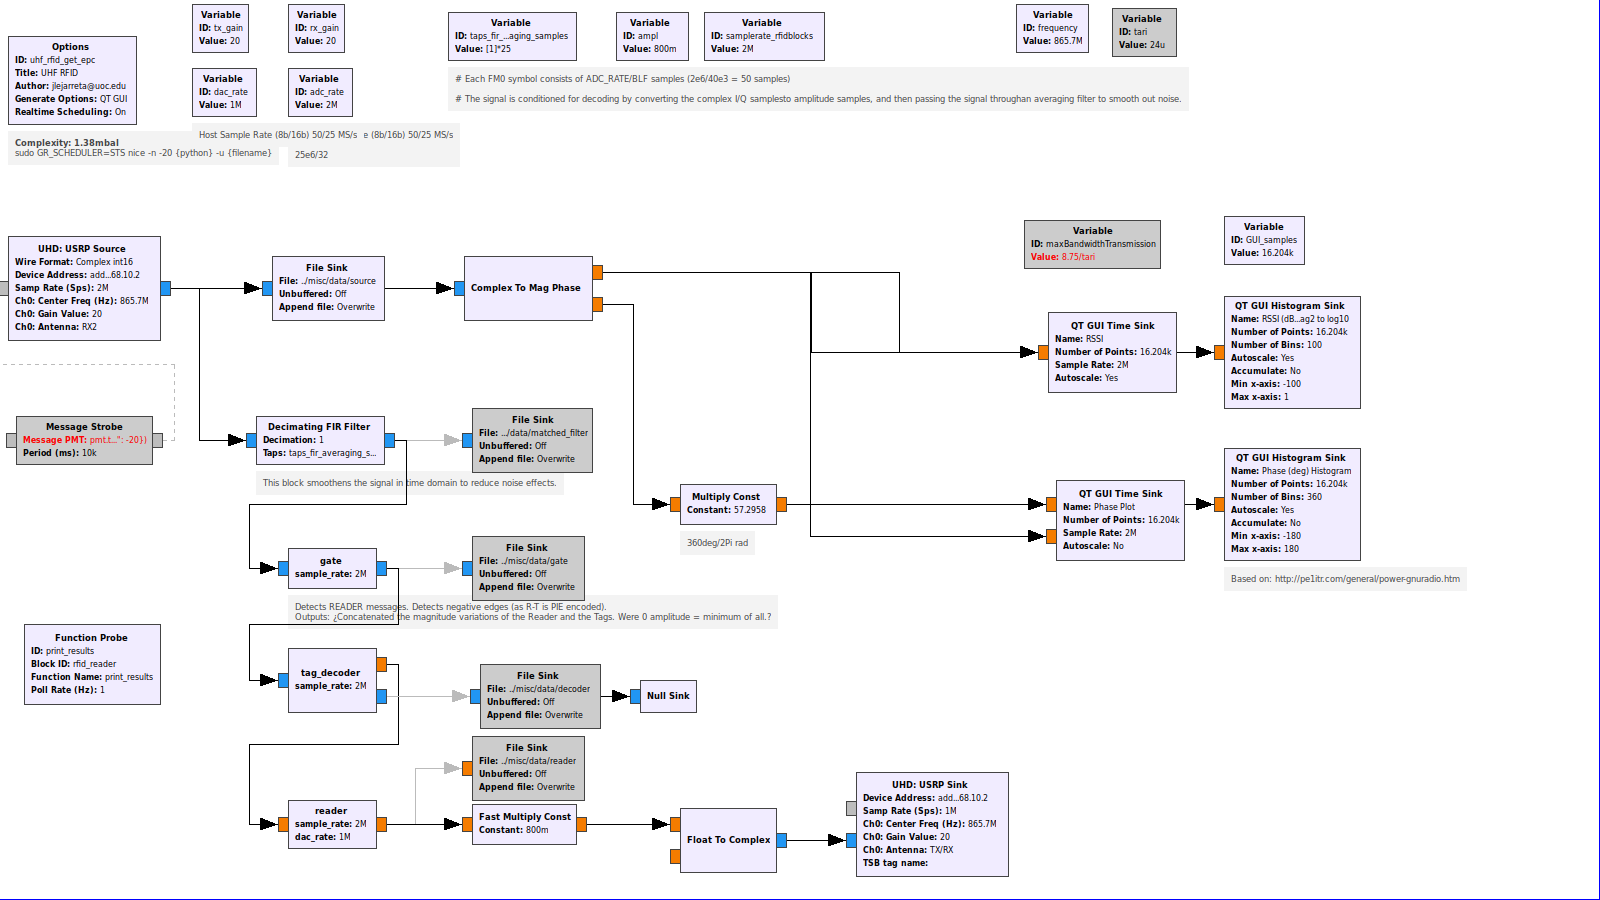 Options
ID: uhf_rfid_get_epc
Title: UHF RFID
Author: jlejarreta@uoc.edu
Generate Options: QT GUI
Realtime Scheduling: On
Complexity: 1.38mbal
sudo GR_SCHEDULER=STS nice -n -20 {python} -u {filename}
Variable
ID: tx_gain
Value: 20
Variable
ID: rx_gain
Value: 20
Variable
ID: dac_rate
Value: 1M
Variable
ID: adc_rate
Value: 2M
Host Sample Rate (8b/16b) 50/25 MS/s
e (8b/16b) 50/25 MS/s
25e6/32
Variable
ID: taps_fir_...aging_samples
Value: [1]*25
Variable
ID: ampl
Value: 800m
Variable
ID: samplerate_rfidblocks
Value: 2M
# Each FM0 symbol consists of ADC_RATE/BLF samples (2e6/40e3 = 50 samples)
# The signal is conditioned for decoding by converting the complex I/Q samplesto amplitude samples, and then passing the signal throughan averaging filter to smooth out noise.
Variable
ID: frequency
Value: 865.7M
Variable
ID: tari
Value: 24u
UHD: USRP Source
Wire Format: Complex int16
Device Address: add...68.10.2
Samp Rate (Sps): 2M
Ch0: Center Freq (Hz): 865.7M
Ch0: Gain Value: 20
Ch0: Antenna: RX2
File Sink
File: ../misc/data/source
Unbuffered: Off
Append file: Overwrite
Complex To Mag Phase
Variable
ID: maxBandwidthTransmission
Value: 8.75/tari
Variable
ID: GUI_samples
Value: 16.204k
QT GUI Time Sink
Name: RSSI
Number of Points: 16.204k
Sample Rate: 2M
Autoscale: Yes
QT GUI Histogram Sink
Name: RSSI (dB...ag2 to log10
Number of Points: 16.204k
Number of Bins: 100
Autoscale: Yes
Accumulate: No
Min x-axis: -100
Max x-axis: 1
Message Strobe
Message PMT: pmt.t...": -20})
Period (ms): 10k
Decimating FIR Filter
Decimation: 1
Taps: taps_fir_averaging_s...
File Sink
File: ../data/matched_filter
Unbuffered: Off
Append file: Overwrite
This block smoothens the signal in time domain to reduce noise effects.
Multiply Const
Constant: 57.2958
360deg/2Pi rad
QT GUI Time Sink
Name: Phase Plot
Number of Points: 16.204k
Sample Rate: 2M
Autoscale: No
QT GUI Histogram Sink
Name: Phase (deg) Histogram
Number of Points: 16.204k
Number of Bins: 360
Autoscale: Yes
Accumulate: No
Min x-axis: -180
Max x-axis: 180
Based on: http://pe1itr.com/general/power-gnuradio.htm
gate
sample_rate: 2M
File Sink
File: ../misc/data/gate
Unbuffered: Off
Append file: Overwrite
Detects READER messages. Detects negative edges (as R-T is PIE encoded).
Outputs: ¿Concatenated the magnitude variations of the Reader and the Tags. Were 0 amplitude = minimum of all.?
Function Probe
ID: print_results
Block ID: rfid_reader
Function Name: print_results
Poll Rate (Hz): 1
tag_decoder
sample_rate: 2M
File Sink
File: ../misc/data/decoder
Unbuffered: Off
Append file: Overwrite
Null Sink
File Sink
File: ../misc/data/reader
Unbuffered: Off
Append file: Overwrite
reader
sample_rate: 2M
dac_rate: 1M
Fast Multiply Const
Constant: 800m
Float To Complex
UHD: USRP Sink
Device Address: add...68.10.2
Samp Rate (Sps): 1M
Ch0: Center Freq (Hz): 865.7M
Ch0: Gain Value: 20
Ch0: Antenna: TX/RX
TSB tag name: